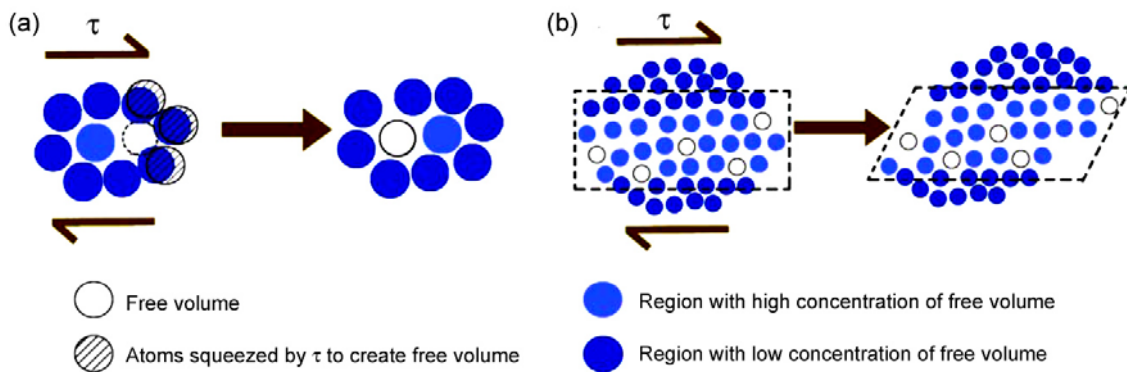 (a)
τ
(b)
τ
Free volume
Atoms squeezed by τ to create free volume
Region with high concentration of free volume
Region with low concentration of free volume